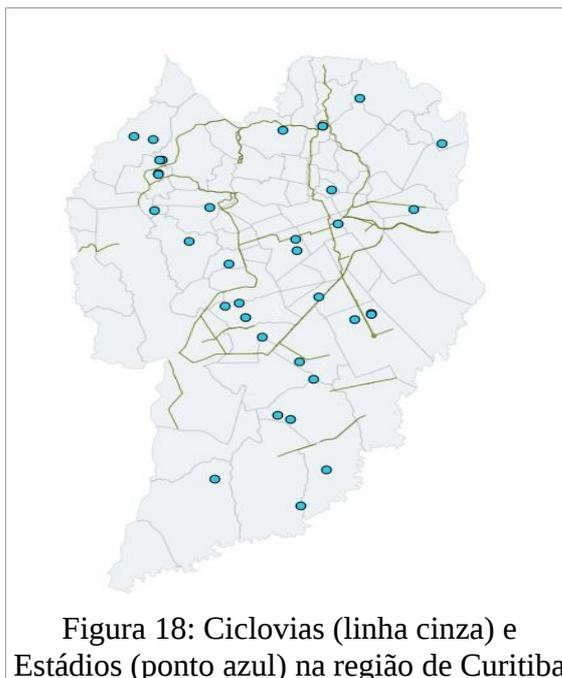 Figura 18: Ciclovias (linha cinza) e
Estádios (ponto azul) na região de Curitiba